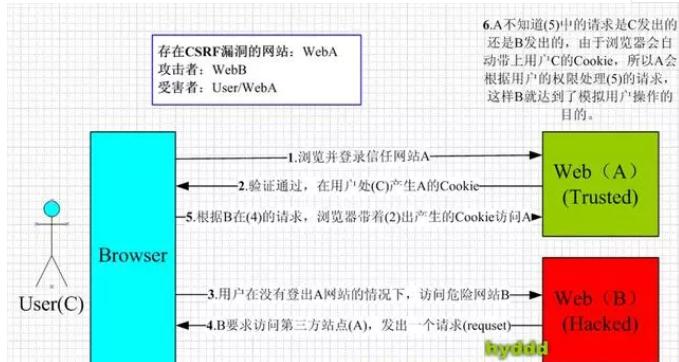 存在CSRF漏洞的网站：WebA
攻击者：WebB
受害者：User/WebA
6.A不知道(5)中的请求是C发出的
还是B发出的，由于浏览器会自
动带上用户C的Cookie，所以A会
根据用户的权限处理(5)的请求，
这样B就达到了模拟用户操作的
目的。
1.浏览并登录信任网站A
2.验证通过，在用户处(C)产生A的Cookie
5.根据B在(4)的请求，浏览器带着(2)出产生的Cookie访问A
Browser
Web（A）
(Trusted)
User(C)
3.用户在没有登出A网站的情况下，访问危险网站B
4.B要求访问第三方站点(A)，发出一个请求(requset)
Web（B）
(Hacked)
hyddd